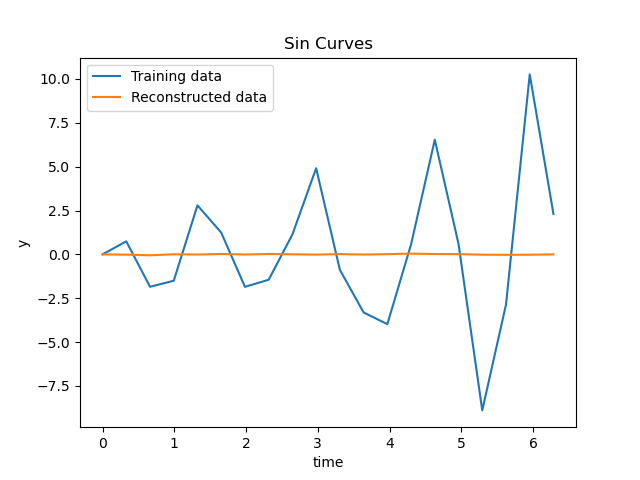 Sin Curves
Training data
Reconstructed data
10.0
7.5
5.0
2.5
0.0
−2.5
−5.0
−7.5
y
0 1 2 3 4 5 6
time